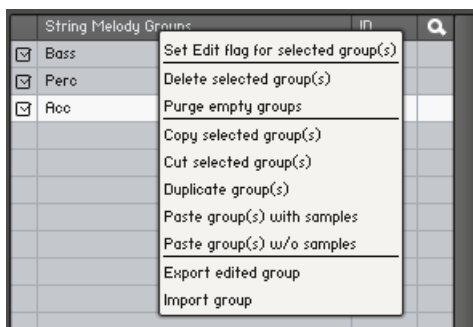 String Melody Groups
ID
Bass
Perc
Acc
Set Edit flag for selected group(s)
Delete selected group(s)
Purge empty groups
Copy selected group(s)
Cut selected group(s)
Duplicate group(s)
Paste group(s) with samples
Paste group(s) w/o samples
Export edited group
Import group